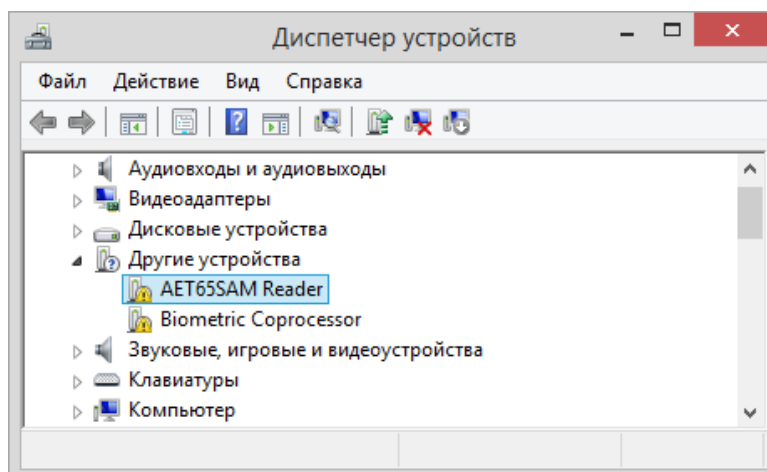 Диспетчер устройств
Файл Действие Вид Справка
Аудиовходы и аудиовыходы
Видеоадаптеры
Дисковые устройства
Другие устройства
AET65SAM Reader
Biometric Coprocessor
Звуковые, игровые и видеоустройства
Клавиатуры
Компьютер